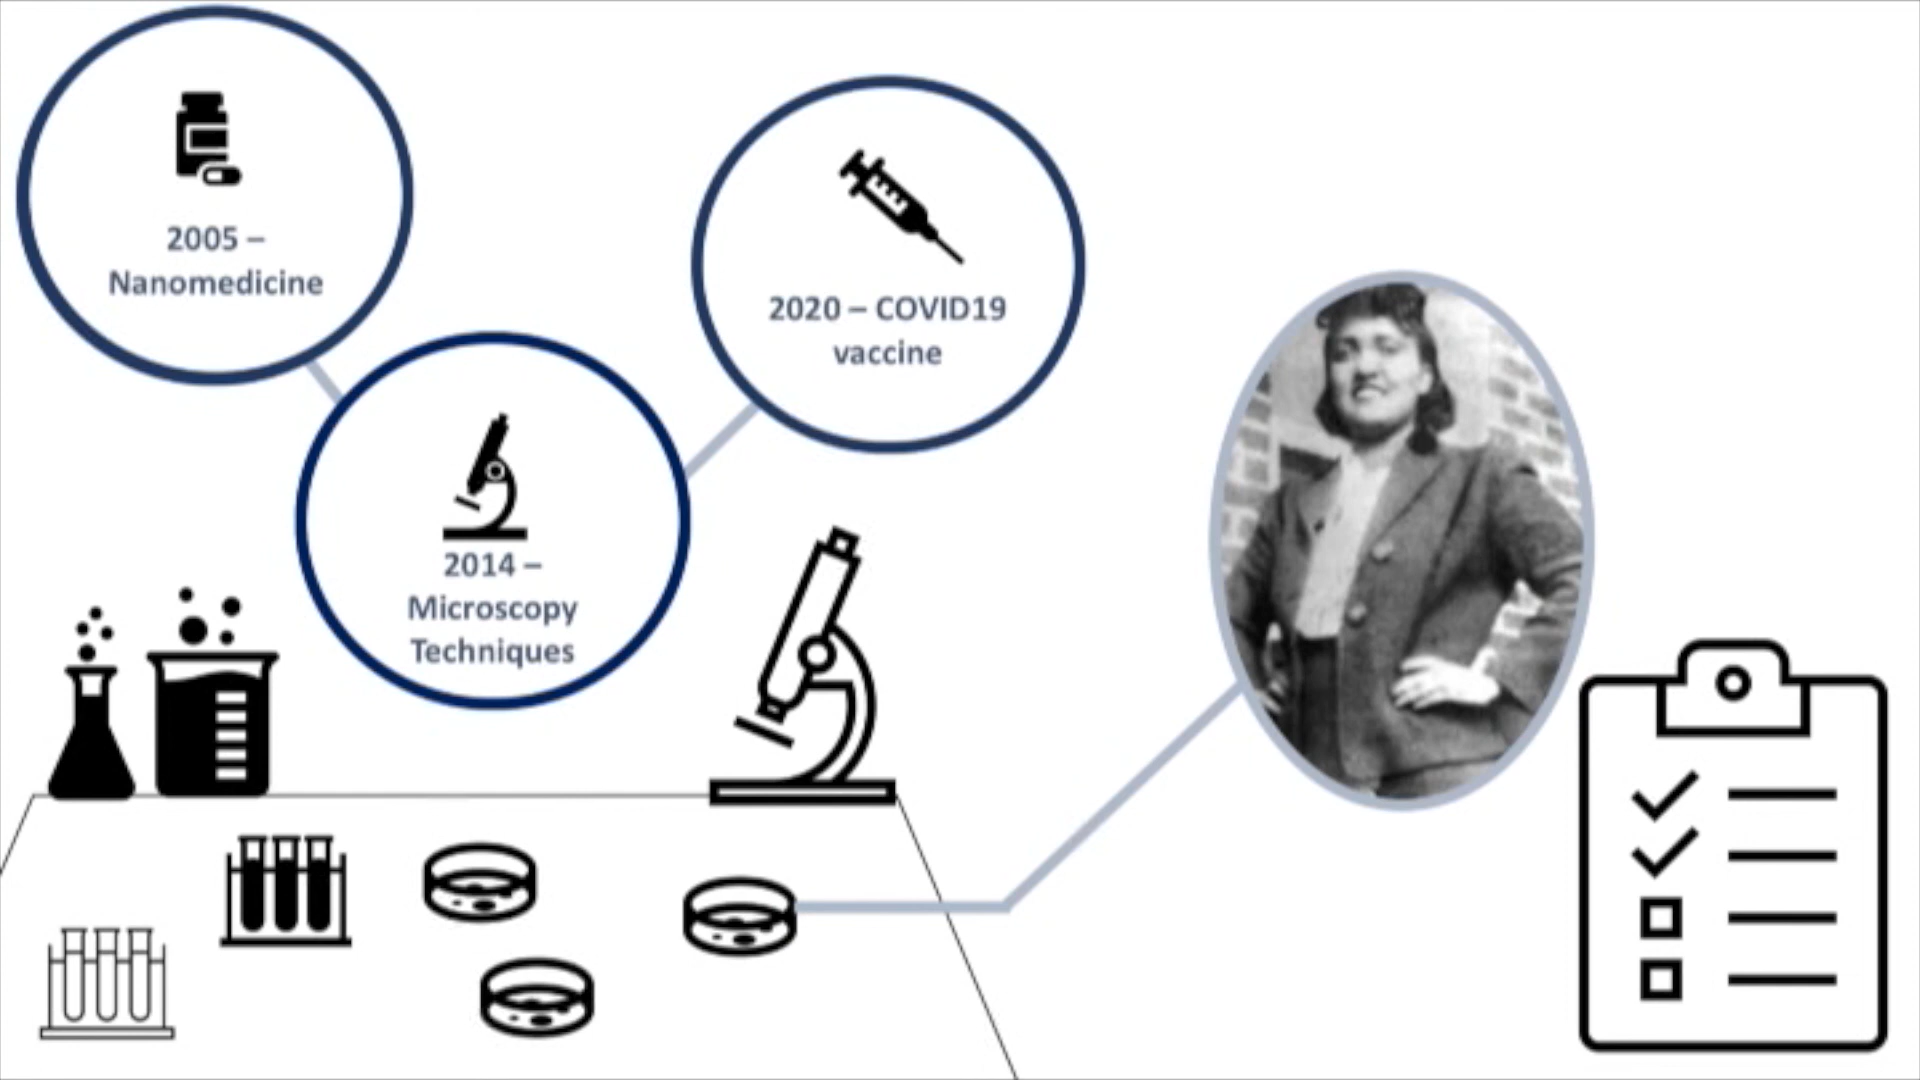 2005 –
Nanomedicine
2020 – COVID19
vaccine
2014 –
Microscopy
Techniques